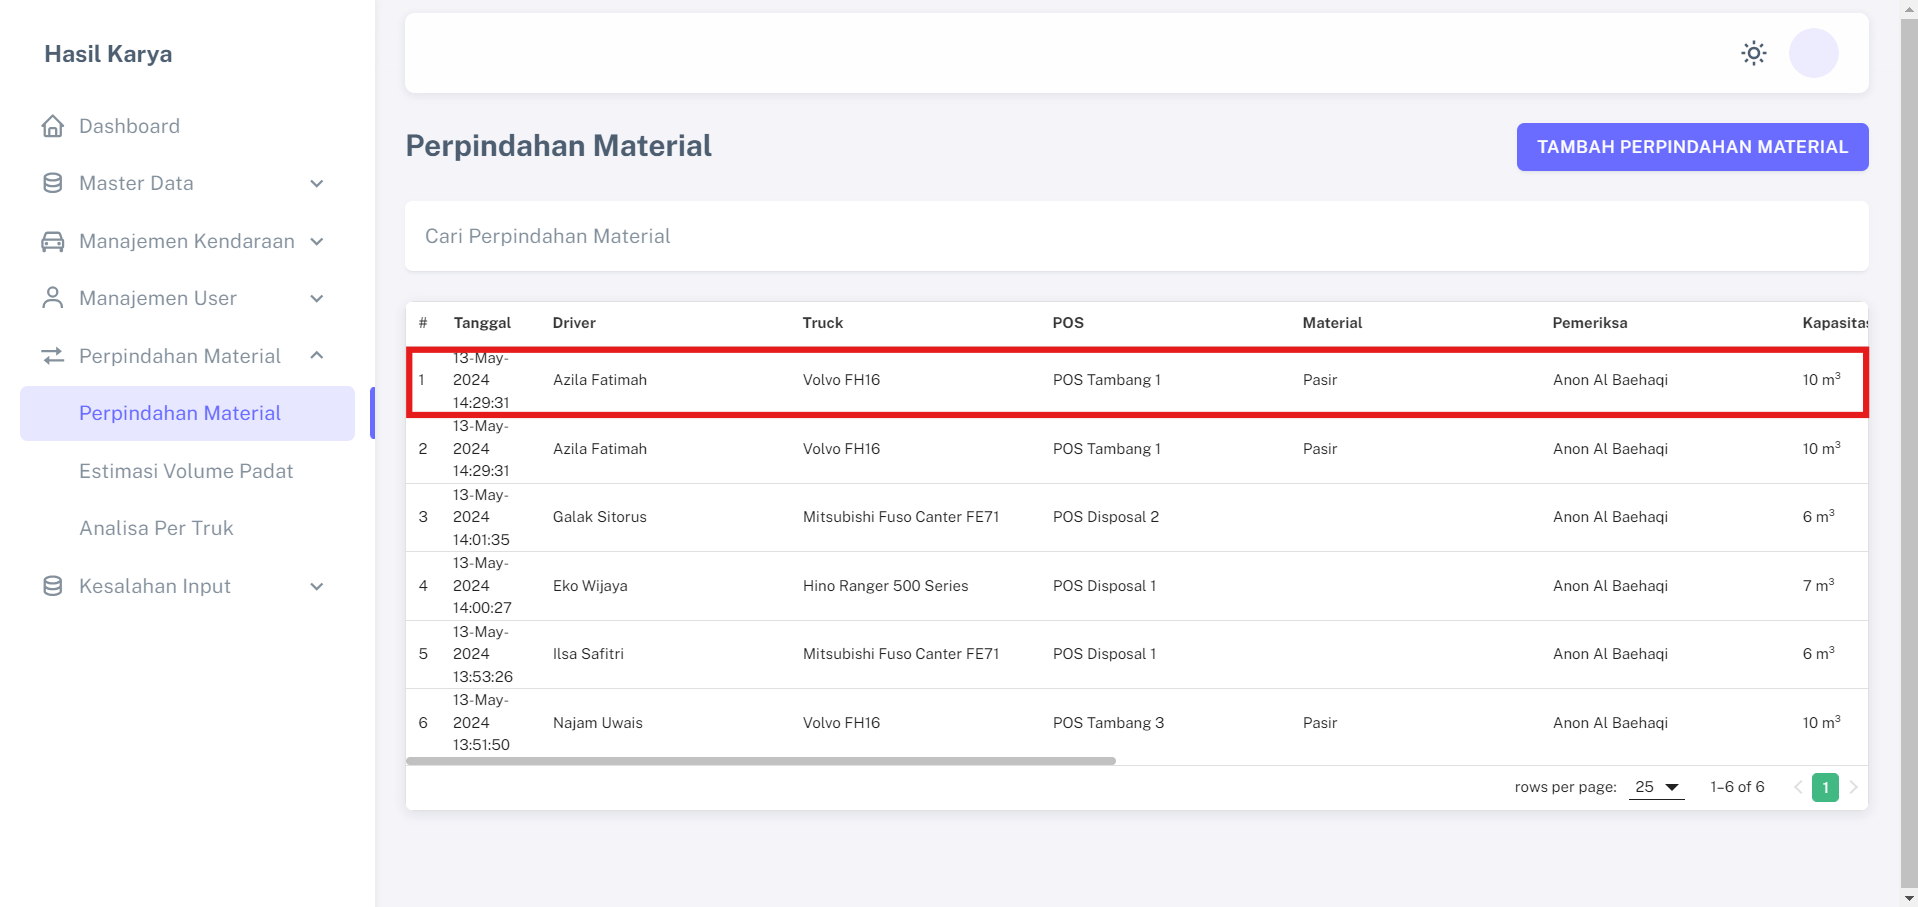 Hasil Karya
Dashboard
Master Data
Manajemen Kendaraan
Manajemen User
Perpindahan Material
Perpindahan Material
Estimasi Volume Padat
Analisa Per Truk
Kesalahan Input
Perpindahan Material
TAMBAH PERPINDAHAN MATERIAL
Cari Perpindahan Material
# Tanggal Driver Truck POS Material Pemeriksa Kapasitas
13-May-
1 2024 Azila Fatimah Volvo FH16 POS Tambang 1 Pasir Anon Al Baehaqi 10 m³
14:29:31
13-May-
2 2024 Azila Fatimah Volvo FH16 POS Tambang 1 Pasir Anon Al Baehaqi 10 m³
14:29:31
13-May-
3 2024 Galak Sitorus Mitsubishi Fuso Canter FE71 POS Disposal 2 Anon Al Baehaqi 6 m³
14:01:35
13-May-
4 2024 Eko Wijaya Hino Ranger 500 Series POS Disposal 1 Anon Al Baehaqi 7 m³
14:00:27
13-May-
5 2024 Ilsa Safitri Mitsubishi Fuso Canter FE71 POS Disposal 1 Anon Al Baehaqi 6 m³
13:53:26
13-May-
6 2024 Najam Uwais Volvo FH16 POS Tambang 3 Pasir Anon Al Baehaqi 10 m³
13:51:50
rows per page: 25 1–6 of 6 1